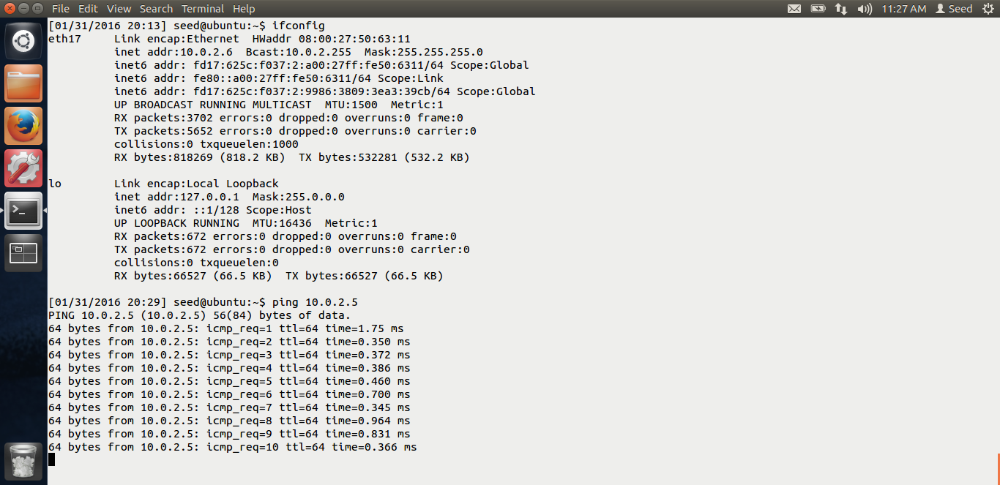 File Edit View Search Terminal Help 11:27 AM Seed
[01/31/2016 20:13] seed@ubuntu:~$ ifconfig
eth17     Link encap:Ethernet  HWaddr 08:00:27:50:63:11
          inet addr:10.0.2.6  Bcast:10.0.2.255  Mask:255.255.255.0
          inet6 addr: fd17:625c:f037:2:a00:27ff:fe50:6311/64 Scope:Global
          inet6 addr: fe80::a00:27ff:fe50:6311/64 Scope:Link
          inet6 addr: fd17:625c:f037:2:9986:3809:3ea3:39cb/64 Scope:Global
          UP BROADCAST RUNNING MULTICAST  MTU:1500  Metric:1
          RX packets:3702 errors:0 dropped:0 overruns:0 frame:0
          TX packets:5652 errors:0 dropped:0 overruns:0 carrier:0
          collisions:0 txqueuelen:1000
          RX bytes:818269 (818.2 KB)  TX bytes:532281 (532.2 KB)

lo        Link encap:Local Loopback
          inet addr:127.0.0.1  Mask:255.0.0.0
          inet6 addr: ::1/128 Scope:Host
          UP LOOPBACK RUNNING  MTU:16436  Metric:1
          RX packets:672 errors:0 dropped:0 overruns:0 frame:0
          TX packets:672 errors:0 dropped:0 overruns:0 carrier:0
          collisions:0 txqueuelen:0
          RX bytes:66527 (66.5 KB)  TX bytes:66527 (66.5 KB)

[01/31/2016 20:29] seed@ubuntu:~$ ping 10.0.2.5
PING 10.0.2.5 (10.0.2.5) 56(84) bytes of data.
64 bytes from 10.0.2.5: icmp_req=1 ttl=64 time=1.75 ms
64 bytes from 10.0.2.5: icmp_req=2 ttl=64 time=0.350 ms
64 bytes from 10.0.2.5: icmp_req=3 ttl=64 time=0.372 ms
64 bytes from 10.0.2.5: icmp_req=4 ttl=64 time=0.386 ms
64 bytes from 10.0.2.5: icmp_req=5 ttl=64 time=0.460 ms
64 bytes from 10.0.2.5: icmp_req=6 ttl=64 time=0.700 ms
64 bytes from 10.0.2.5: icmp_req=7 ttl=64 time=0.345 ms
64 bytes from 10.0.2.5: icmp_req=8 ttl=64 time=0.964 ms
64 bytes from 10.0.2.5: icmp_req=9 ttl=64 time=0.831 ms
64 bytes from 10.0.2.5: icmp_req=10 ttl=64 time=0.366 ms